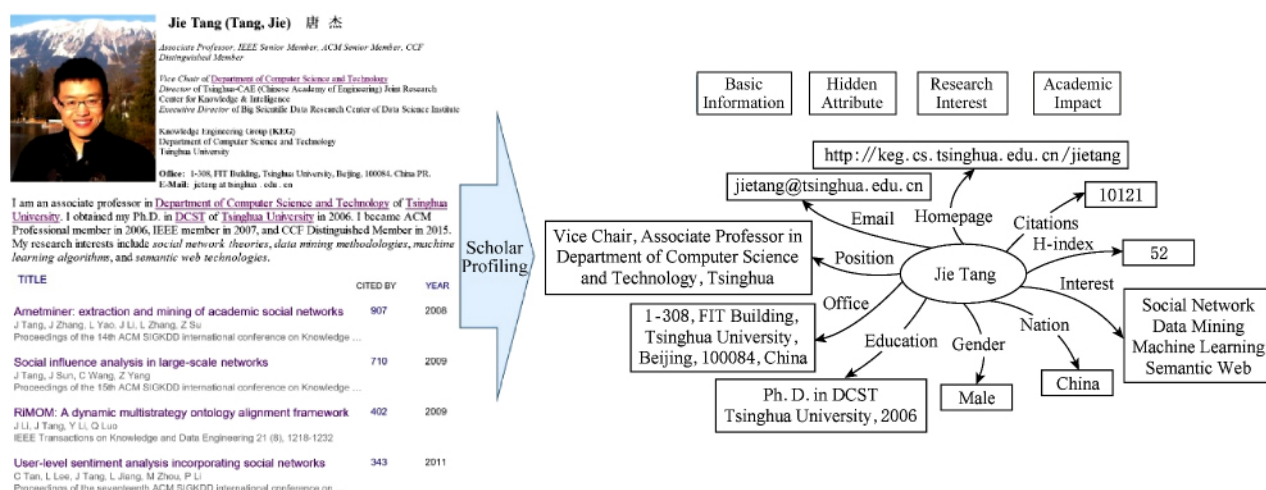 Jie Tang (Tang, Jie) 唐 杰
Associate Professor, IEEE Senior Member, ACM Senior Member, CCF
Distinguished Member
Vice Chair of Department of Computer Science and Technology
Director of Tsinghua-CAE (Chinese Academy of Engineering) Joint Research
Center for Knowledge & Intelligence
Executive Director of Big Scientific Data Research Center of Data Science Institute
Knowledge Engineering Group (KEG)
Department of Computer Science and Technology
Tsinghua University
Office: 1-308, FIT Building, Tsinghua University, Beijing, 100084, China PR.
E-Mail: jietang at tsinghua . edu . cn
I am an associate professor in Department of Computer Science and Technology of Tsinghua
University. I obtained my Ph.D. in DCST of Tsinghua University in 2006. I became ACM
Professional member in 2006, IEEE member in 2007, and CCF Distinguished Member in 2015.
My research interests include social network theories, data mining methodologies, machine
learning algorithms, and semantic web technologies.
TITLE CITED BY YEAR
Arnetminer: extraction and mining of academic social networks 907 2008
J Tang, J Zhang, L Yao, J Li, L Zhang, Z Su
Proceedings of the 14th ACM SIGKDD international conference on Knowledge ...
Social influence analysis in large-scale networks 710 2009
J Tang, J Sun, C Wang, Z Yang
Proceedings of the 15th ACM SIGKDD international conference on Knowledge ...
RiMOM: A dynamic multistrategy ontology alignment framework 402 2009
J Li, J Tang, Y Li, Q Luo
IEEE Transactions on Knowledge and Data Engineering 21 (8), 1218-1232
User-level sentiment analysis incorporating social networks 343 2011
C Tan, L Lee, J Tang, L Jiang, M Zhou, P Li
Proceedings of the seventeenth ACM SIGKDD international conference on ...
Scholar
Profiling
Basic
Information
Hidden
Attribute
Research
Interest
Academic
Impact
http://keg.cs.tsinghua.edu.cn/jietang
jietang@tsinghua.edu.cn
10121
Email
Homepage
Citations
H-index
52
Vice Chair, Associate Professor in
Department of Computer Science
and Technology, Tsinghua
Position
Jie Tang
Interest
Office
1-308, FIT Building,
Tsinghua University,
Beijing, 100084, China
Education
Gender
Nation
Social Network
Data Mining
Machine Learning
Semantic Web
Ph. D. in DCST
Tsinghua University, 2006
Male
China